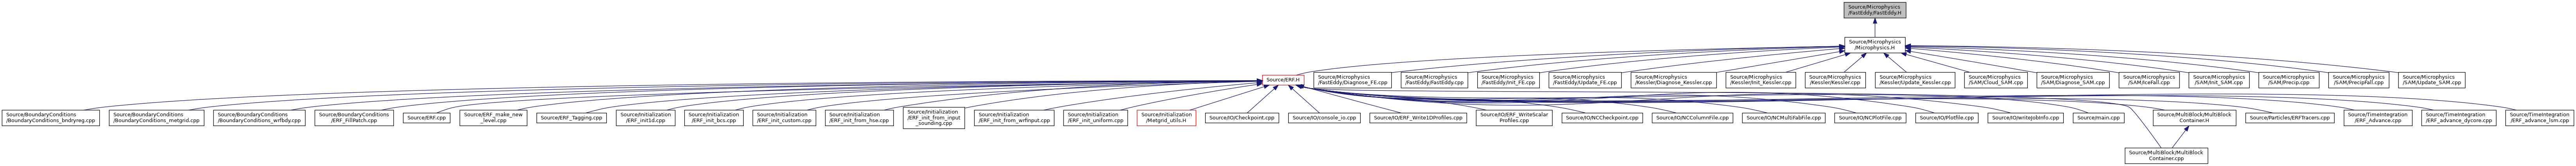 Source/Microphysics
/FastEddy/FastEddy.H
Source/Microphysics
/Microphysics.H
Source/ERF.H
Source/Microphysics
/FastEddy/Diagnose_FE.cpp
Source/Microphysics
/FastEddy/FastEddy.cpp
Source/Microphysics
/FastEddy/Init_FE.cpp
Source/Microphysics
/FastEddy/Update_FE.cpp
Source/Microphysics
/Kessler/Diagnose_Kessler.cpp
Source/Microphysics
/Kessler/Init_Kessler.cpp
Source/Microphysics
/Kessler/Kessler.cpp
Source/Microphysics
/Kessler/Update_Kessler.cpp
Source/Microphysics
/SAM/Cloud_SAM.cpp
Source/Microphysics
/SAM/Diagnose_SAM.cpp
Source/Microphysics
/SAM/IceFall.cpp
Source/Microphysics
/SAM/Init_SAM.cpp
Source/Microphysics
/SAM/Precip.cpp
Source/Microphysics
/SAM/PrecipFall.cpp
Source/Microphysics
/SAM/Update_SAM.cpp
Source/BoundaryConditions
/BoundaryConditions_bndryreg.cpp
Source/BoundaryConditions
/BoundaryConditions_metgrid.cpp
Source/BoundaryConditions
/BoundaryConditions_wrfbdy.cpp
Source/BoundaryConditions
/ERF_FillPatch.cpp
Source/ERF.cpp
Source/ERF_make_new
_level.cpp
Source/ERF_Tagging.cpp
Source/Initialization
/ERF_init1d.cpp
Source/Initialization
/ERF_init_bcs.cpp
Source/Initialization
/ERF_init_custom.cpp
Source/Initialization
/ERF_init_from_hse.cpp
Source/Initialization
/ERF_init_from_input
_sounding.cpp
Source/Initialization
/ERF_init_from_wrfinput.cpp
Source/Initialization
/ERF_init_uniform.cpp
Source/Initialization
/Metgrid_utils.H
Source/IO/Checkpoint.cpp
Source/IO/console_io.cpp
Source/IO/ERF_Write1DProfiles.cpp
Source/IO/ERF_WriteScalar
Profiles.cpp
Source/IO/NCCheckpoint.cpp
Source/IO/NCColumnFile.cpp
Source/IO/NCMultiFabFile.cpp
Source/IO/NCPlotFile.cpp
Source/IO/Plotfile.cpp
Source/IO/writeJobInfo.cpp
Source/main.cpp
Source/MultiBlock/MultiBlock
Container.H
Source/Particles/ERFTracers.cpp
Source/TimeIntegration
/ERF_Advance.cpp
Source/TimeIntegration
/ERF_advance_dycore.cpp
Source/TimeIntegration
/ERF_advance_lsm.cpp
Source/MultiBlock/MultiBlock
Container.cpp